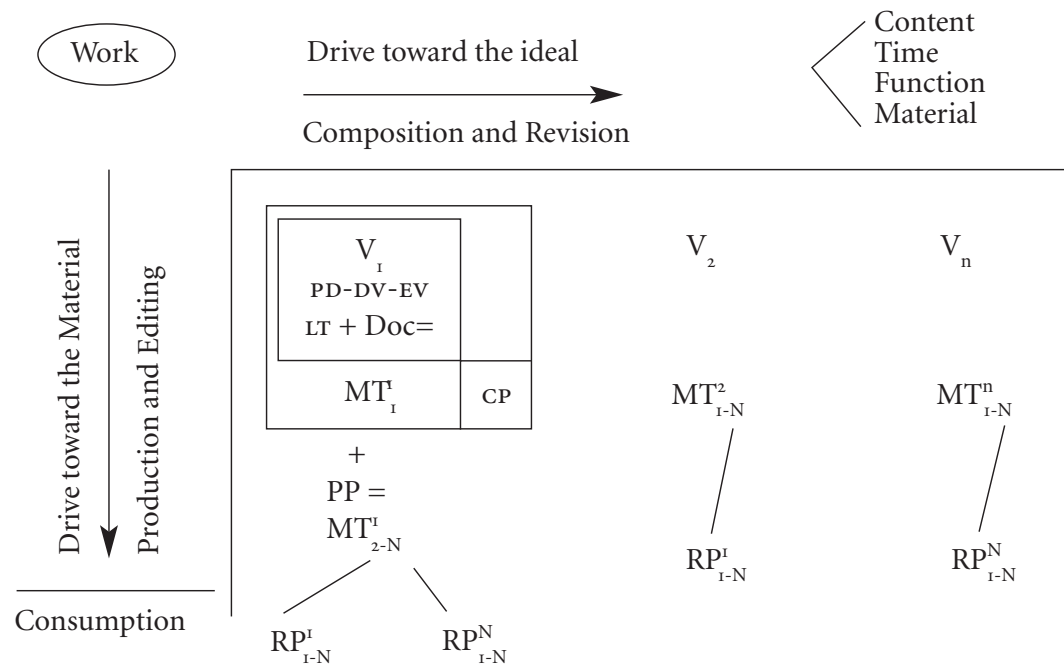 Work
Drive toward the ideal
Composition and Revision
Content
Time
Function
Material
Drive toward the Material
Production and Editing
Consumption
V₁
PD-DV-EV
LT + Doc=
MT¹₁
CP
+
PP =
MT¹₂₋N
RP¹₁₋N
RPᴺ₁₋N
V₂
MT²₁₋N
RP¹₁₋N
Vₙ
MTⁿ₁₋N
RPᴺ₁₋N